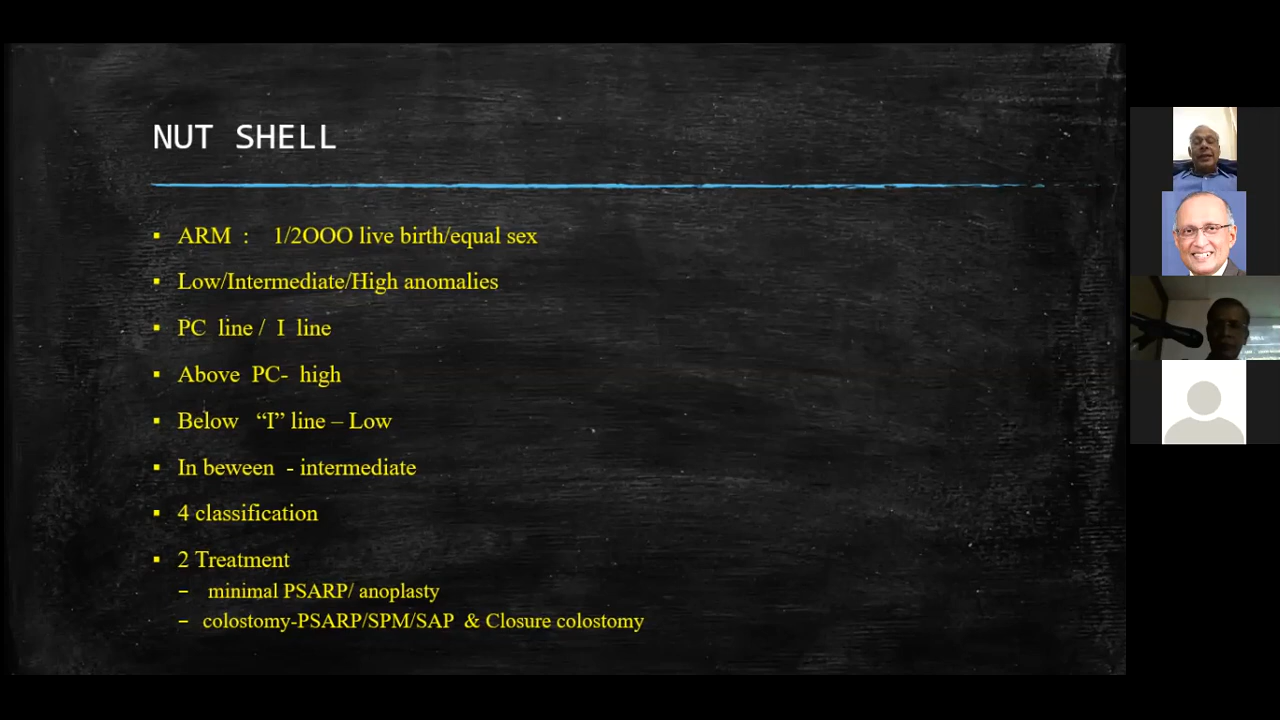 NUT SHELL
ARM : 1/2OOO live birth/equal sex
Low/Intermediate/High anomalies
PC line / I line
Above PC- high
Below “I” line – Low
In beween - intermediate
4 classification
2 Treatment
– minimal PSARP/ anoplasty
– colostomy-PSARP/SPM/SAP & Closure colostomy